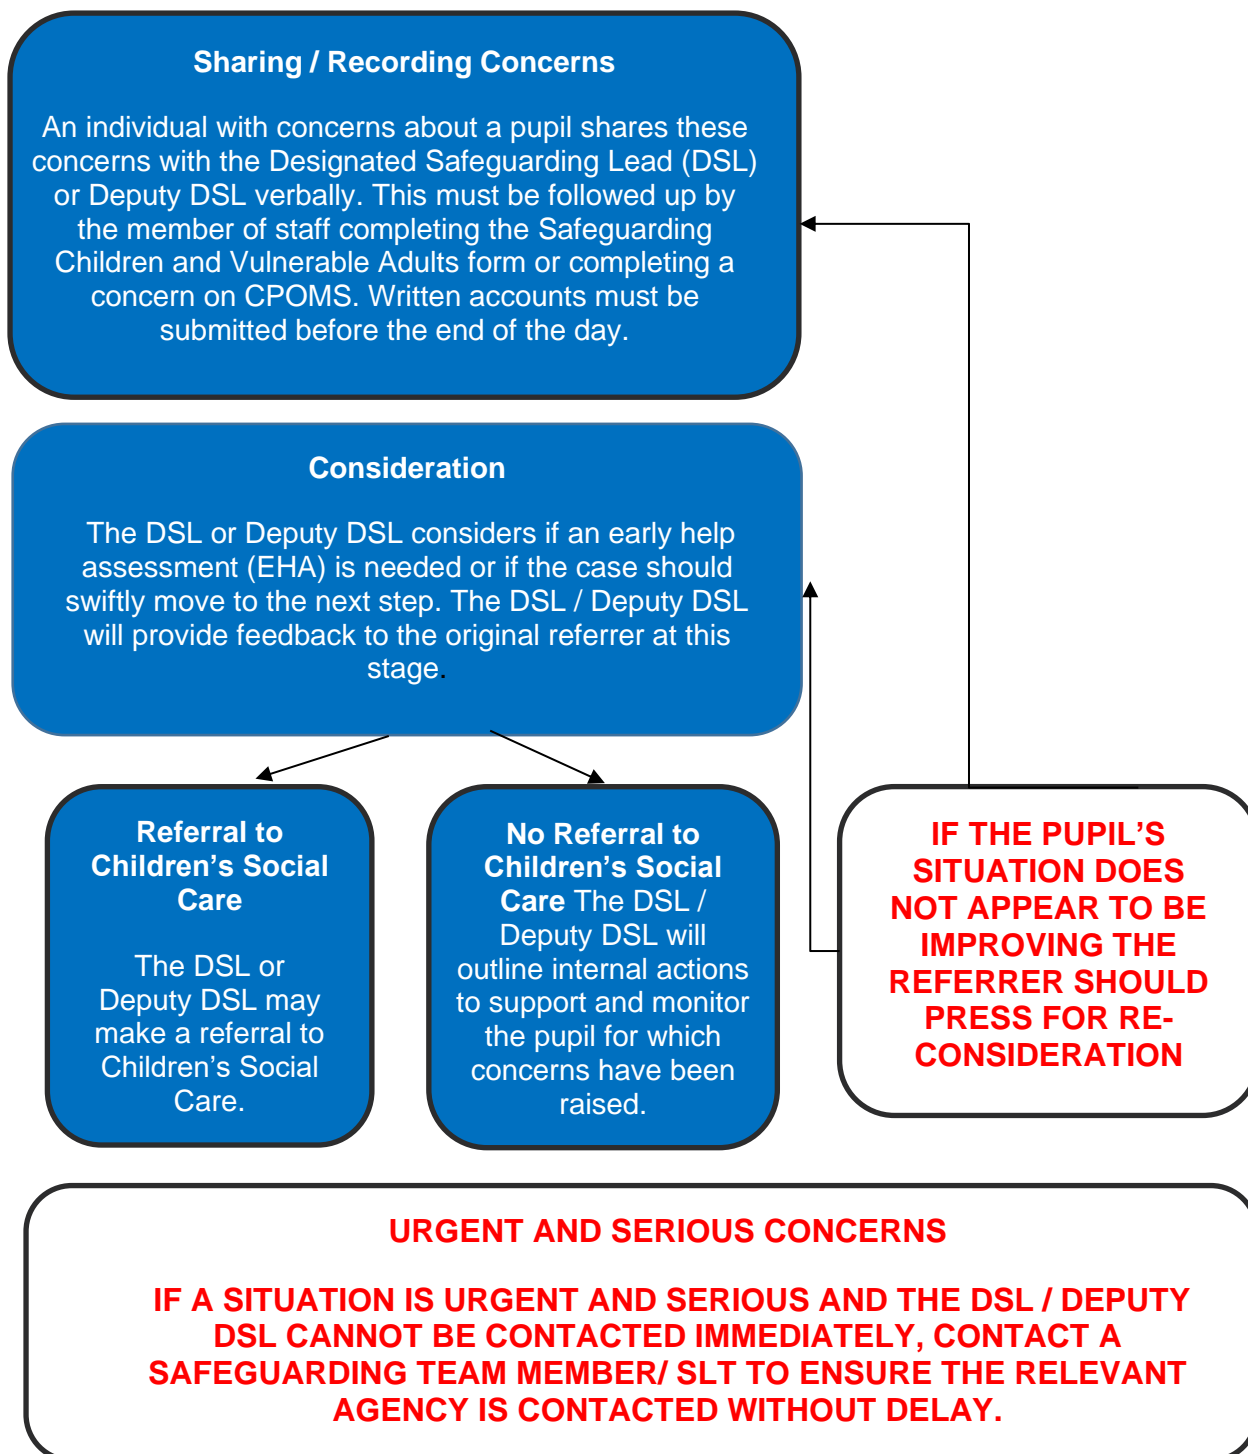 Sharing / Recording Concerns
An individual with concerns about a pupil shares these
concerns with the Designated Safeguarding Lead (DSL)
or Deputy DSL verbally. This must be followed up by
the member of staff completing the Safeguarding
Children and Vulnerable Adults form or completing a
concern on CPOMS. Written accounts must be
submitted before the end of the day.
Consideration
The DSL or Deputy DSL considers if an early help
assessment (EHA) is needed or if the case should
swiftly move to the next step. The DSL / Deputy DSL
will provide feedback to the original referrer at this
stage.
Referral to
Children’s Social
Care
The DSL or
Deputy DSL may
make a referral to
Children’s Social
Care.
No Referral to
Children’s Social
Care The DSL /
Deputy DSL will
outline internal actions
to support and monitor
the pupil for which
concerns have been
raised.
IF THE PUPIL’S
SITUATION DOES
NOT APPEAR TO BE
IMPROVING THE
REFERRER SHOULD
PRESS FOR RE-
CONSIDERATION
URGENT AND SERIOUS CONCERNS
IF A SITUATION IS URGENT AND SERIOUS AND THE DSL / DEPUTY
DSL CANNOT BE CONTACTED IMMEDIATELY, CONTACT A
SAFEGUARDING TEAM MEMBER/ SLT TO ENSURE THE RELEVANT
AGENCY IS CONTACTED WITHOUT DELAY.